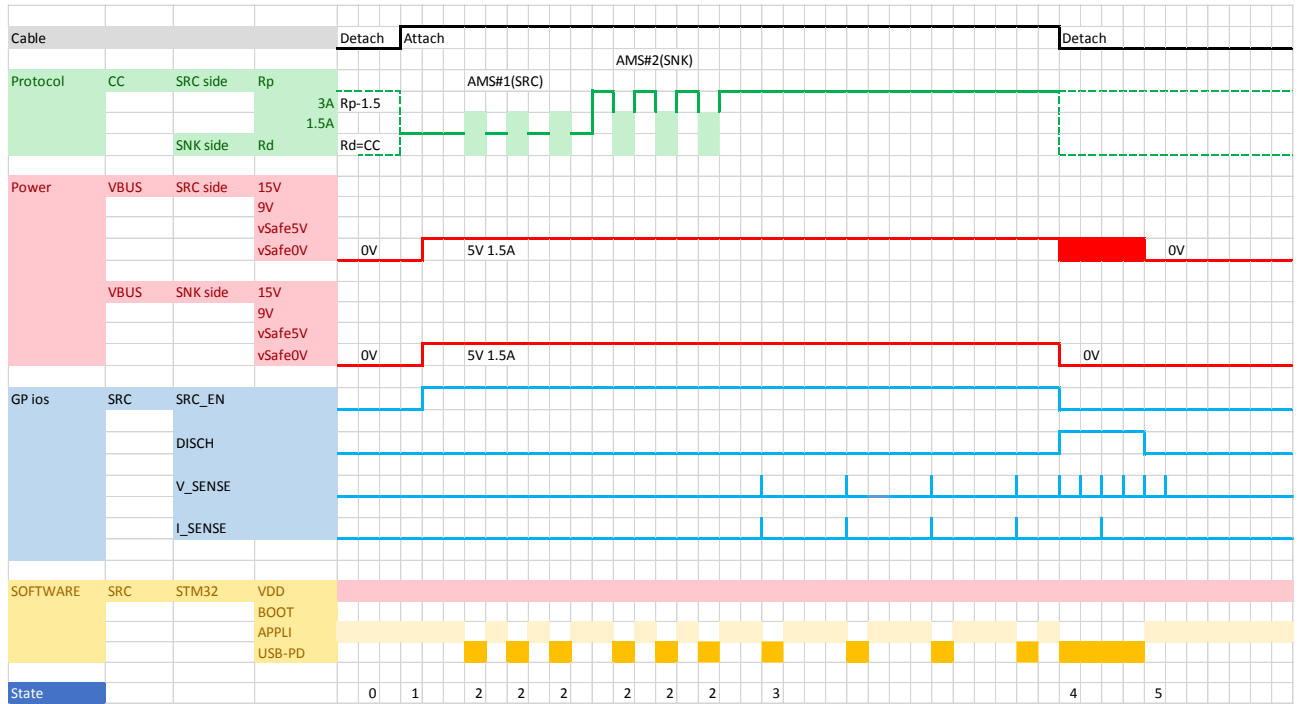 Cable Detach Attach Detach
AMS#2(SNK)
Protocol CC SRC side Rp AMS#1(SRC)
3A Rp-1.5
1.5A
SNK side Rd Rd=CC
Power VBUS SRC side 15V
9V
vSafe5V
vSafe0V 0V 5V 1.5A 0V
VBUS SNK side 15V
9V
vSafe5V
vSafe0V 0V 5V 1.5A 0V
GP ios SRC SRC_EN
DISCH
V_SENSE
I_SENSE
SOFTWARE SRC STM32 VDD
BOOT
APPLI
USB-PD
State 0 1 2 2 2 2 2 2 3 4 5